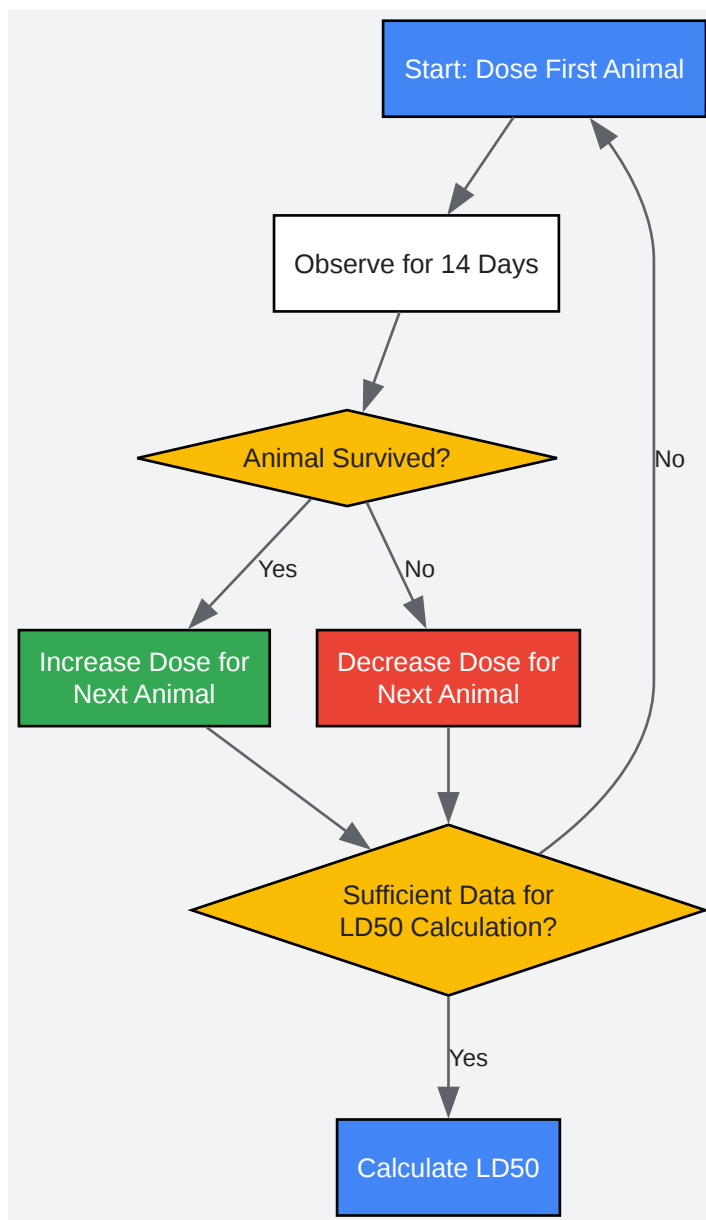 Start: Dose First Animal
Observe for 14 Days
Animal Survived?
No
Yes
No
Increase Dose for
Next Animal
Decrease Dose for
Next Animal
Sufficient Data for
LD50 Calculation?
Yes
Calculate LD50